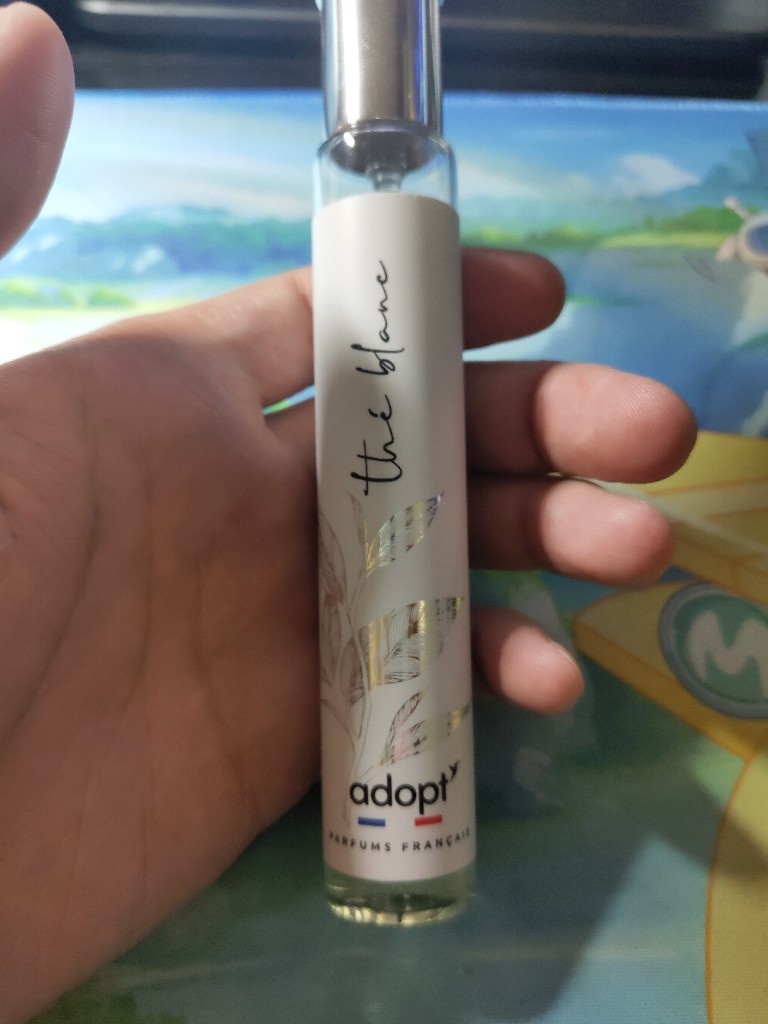 thé blanc
adopt'
PARFUMS FRANÇAIS
M